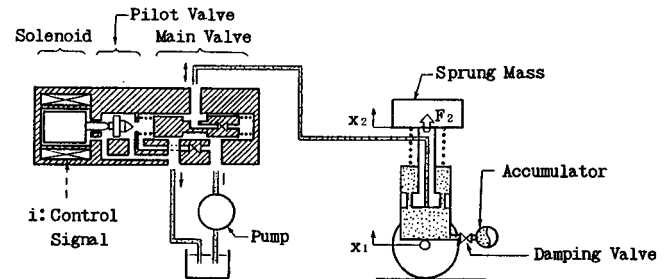 Pilot Valve
Solenoid
Main Valve
Sprung Mass
x2
F2
Accumulator
i: Control
Signal
Pump
x1
Damping Valve